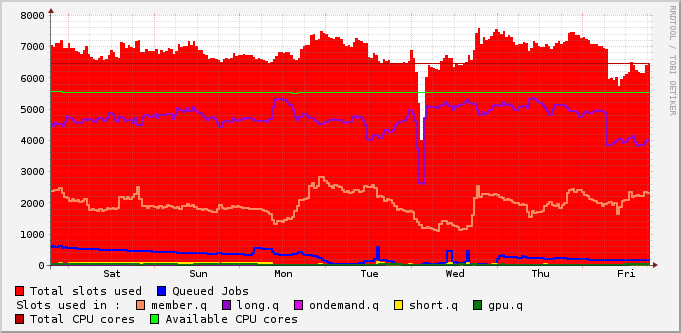 8000
7000
6000
5000
4000
3000
2000
1000
0
Sat Sun Mon Tue Wed Thu Fri
RRDTOOL / TOBI OETIKER
Total slots used Queued Jobs
Slots used in : member.q long.q ondemand.q short.q gpu.q
Total CPU cores Available CPU cores